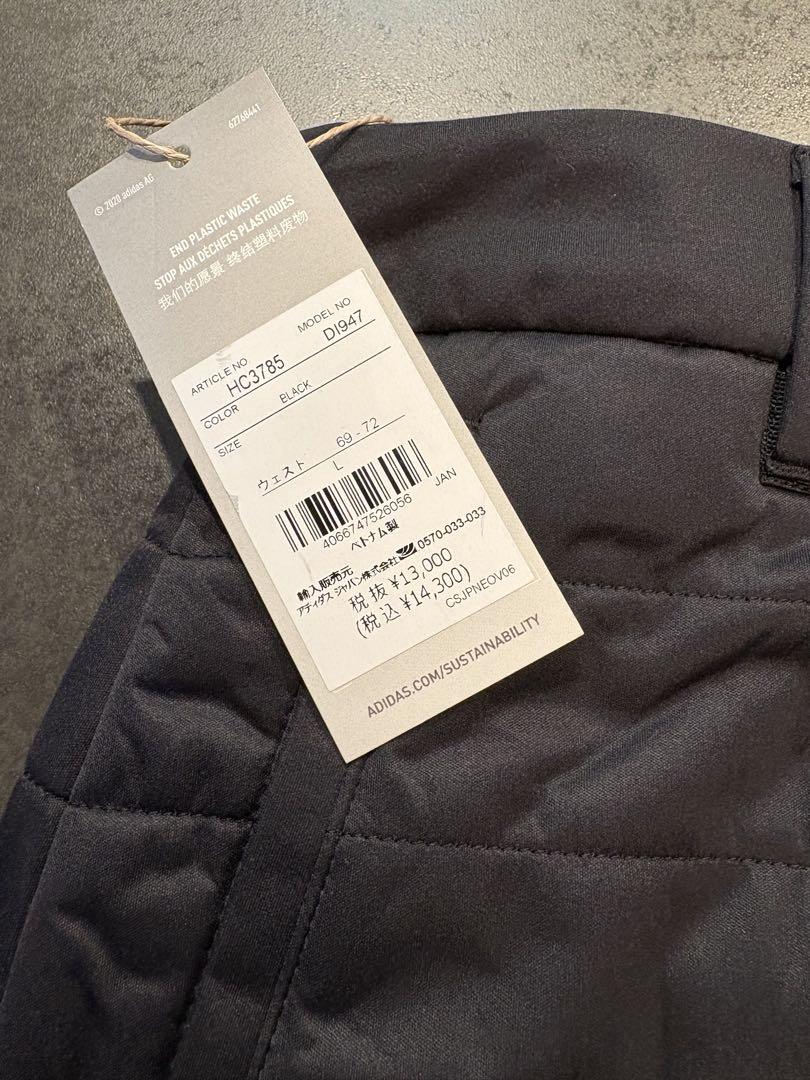 62768441
© 2020 adidas AG
END PLASTIC WASTE
STOP AUX DÉCHETS PLASTIQUES
我们的愿景 终结塑料废物
ARTICLE NO MODEL NO
HC3785 DI947
COLOR BLACK
SIZE
ウェスト 69-72
L
JAN
4066747526056
ベトナム製
輸入販売元
アディダス ジャパン株式会社 0570-033-033
税抜 ¥13,000
(税込 ¥14,300)
CSJPNEOV06
ADIDAS.COM/SUSTAINABILITY